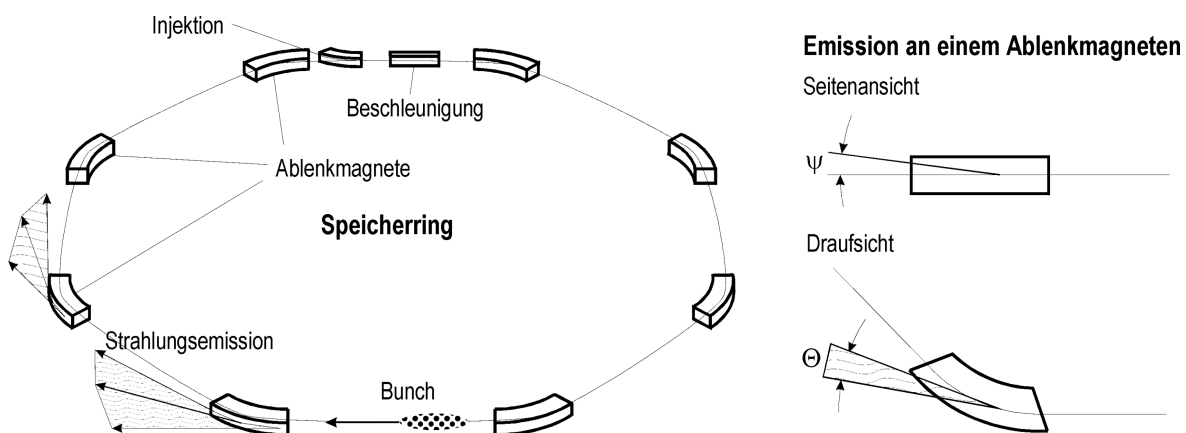 Injektion
Beschleunigung
Ablenkmagnete
Speicherring
Strahlungsemission
Bunch
Emission an einem Ablenkmagneten
Seitenansicht
ψ
Draufsicht
Θ